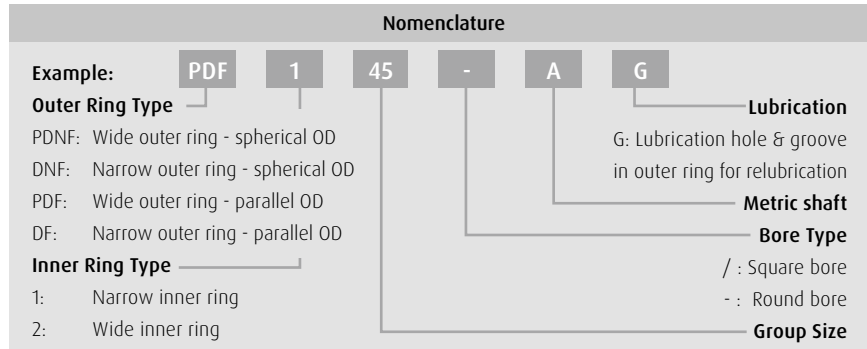 Nomenclature
Example: PDF 1 45 - A G
Outer Ring Type
Lubrication
PDNF: Wide outer ring - spherical OD
G: Lubrication hole & groove
DNF: Narrow outer ring - spherical OD
in outer ring for relubrication
PDF: Wide outer ring - parallel OD
Metric shaft
DF: Narrow outer ring - parallel OD
Bore Type
Inner Ring Type
/ : Square bore
1: Narrow inner ring
- : Round bore
2: Wide inner ring
Group Size